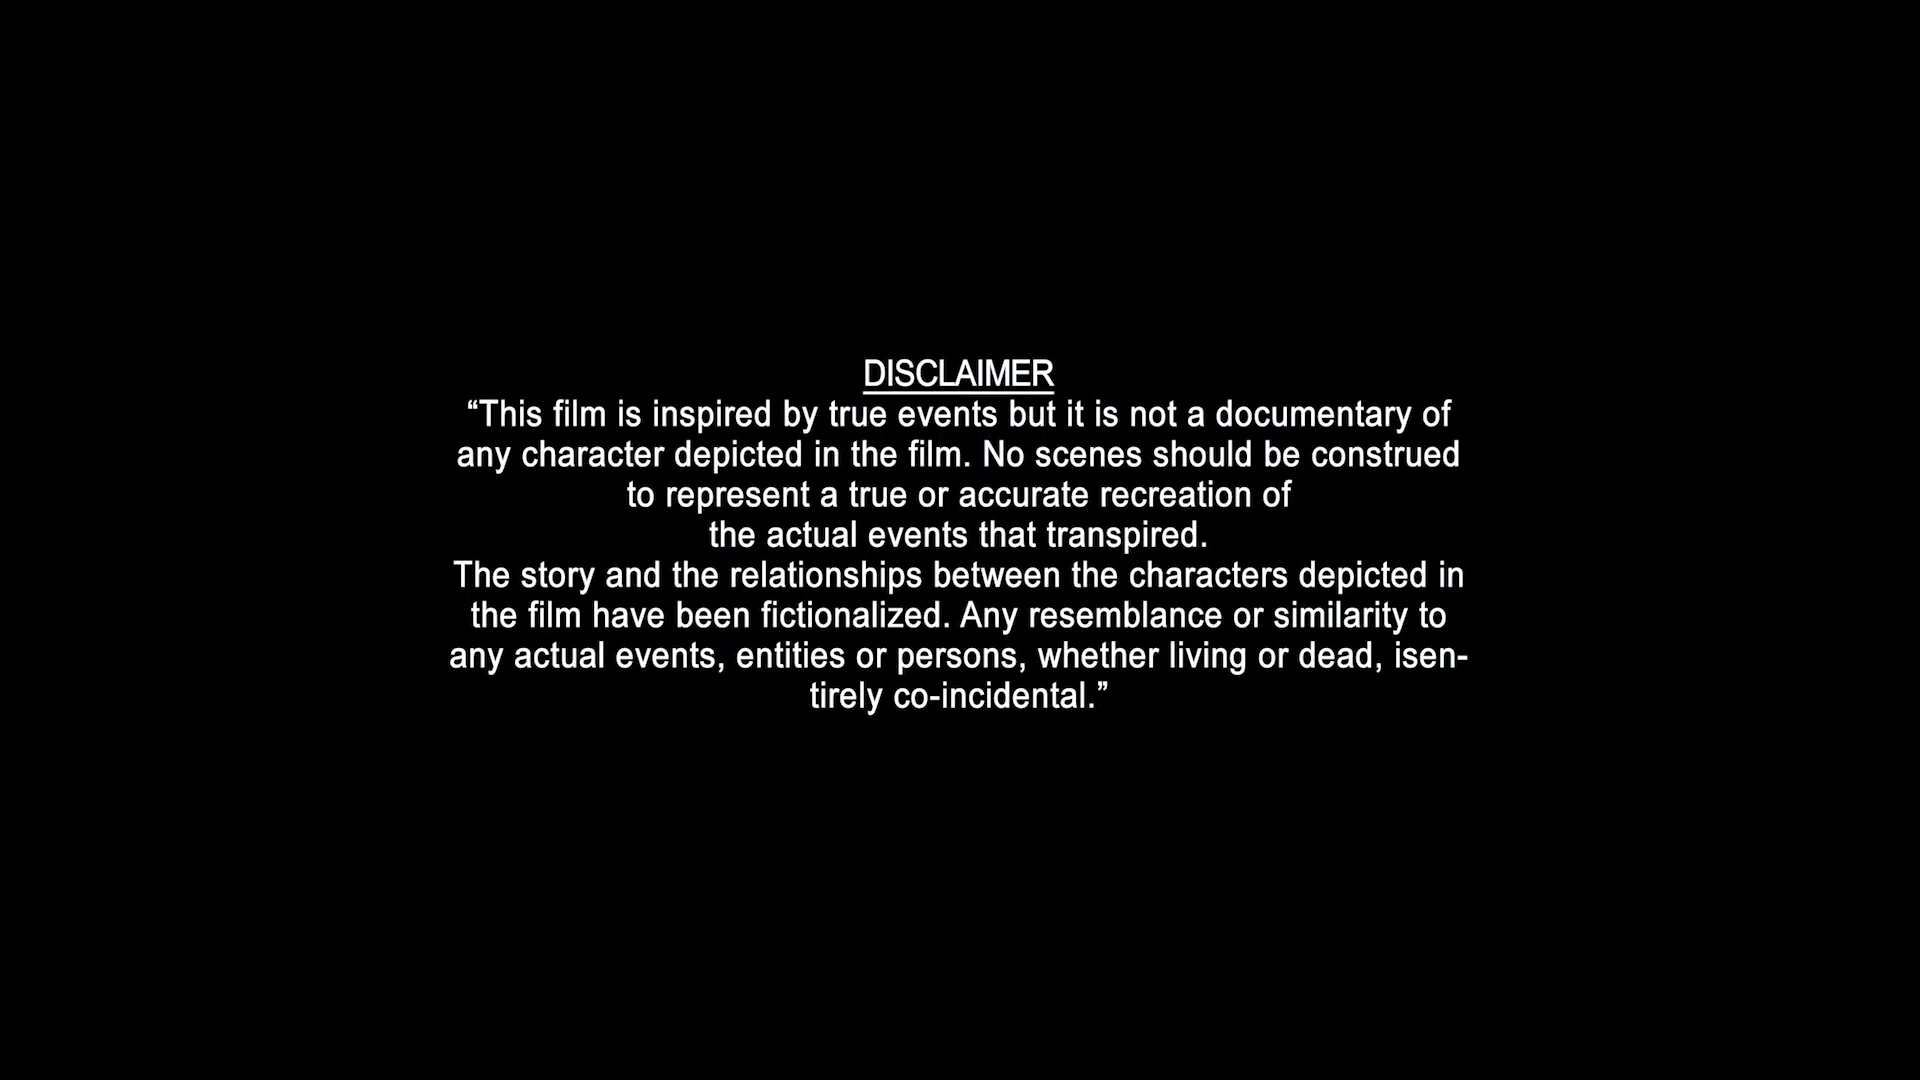 DISCLAIMER
“This film is inspired by true events but it is not a documentary of
any character depicted in the film. No scenes should be construed
to represent a true or accurate recreation of
the actual events that transpired.
The story and the relationships between the characters depicted in
the film have been fictionalized. Any resemblance or similarity to
any actual events, entities or persons, whether living or dead, isen-
tirely co-incidental.”